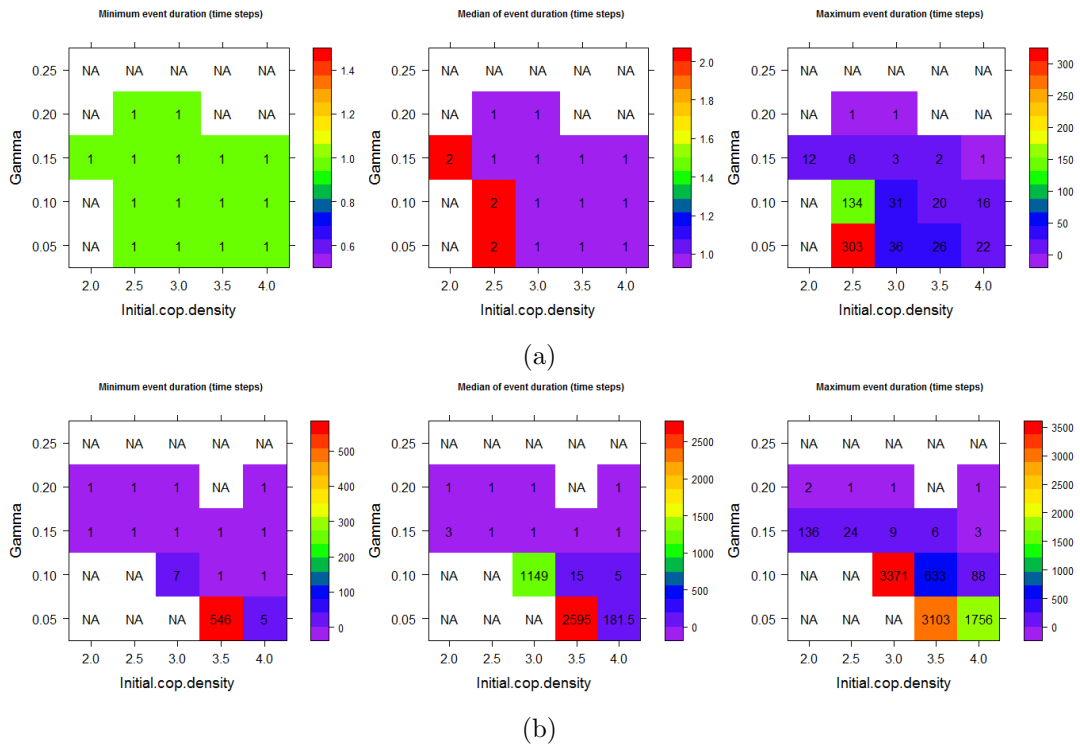 Minimum event duration (time steps)
Median of event duration (time steps)
Maximum event duration (time steps)
Gamma
0.25 NA NA NA NA NA
0.20 NA 1 1 NA NA
0.15 1 1 1 1 1
0.10 NA 1 1 1 1
0.05 NA 1 1 1 1
2.0 2.5 3.0 3.5 4.0
Initial.cop.density
1.4
1.2
1.0
0.8
0.6
Gamma
0.25 NA NA NA NA NA
0.20 NA 1 1 NA NA
0.15 2 1 1 1 1
0.10 NA 2 1 1 1
0.05 NA 2 1 1 1
2.0 2.5 3.0 3.5 4.0
Initial.cop.density
2.0
1.8
1.6
1.4
1.2
1.0
Gamma
0.25 NA NA NA NA NA
0.20 NA 1 1 NA NA
0.15 12 6 3 2 1
0.10 NA 134 31 20 16
0.05 NA 303 36 26 22
2.0 2.5 3.0 3.5 4.0
Initial.cop.density
300
250
200
150
100
50
0
(a)
Minimum event duration (time steps)
Median of event duration (time steps)
Maximum event duration (time steps)
Gamma
0.25 NA NA NA NA NA
0.20 1 1 1 NA 1
0.15 1 1 1 1 1
0.10 NA NA 7 1 1
0.05 NA NA NA 546 5
2.0 2.5 3.0 3.5 4.0
Initial.cop.density
500
400
300
200
100
0
Gamma
0.25 NA NA NA NA NA
0.20 1 1 1 NA 1
0.15 3 1 1 1 1
0.10 NA NA 1149 15 5
0.05 NA NA NA 2595 181.5
2.0 2.5 3.0 3.5 4.0
Initial.cop.density
2500
2000
1500
1000
500
0
Gamma
0.25 NA NA NA NA NA
0.20 2 1 1 NA 1
0.15 136 24 9 6 3
0.10 NA NA 3371 633 88
0.05 NA NA NA 3103 1756
2.0 2.5 3.0 3.5 4.0
Initial.cop.density
3500
3000
2500
2000
1500
1000
500
0
(b)